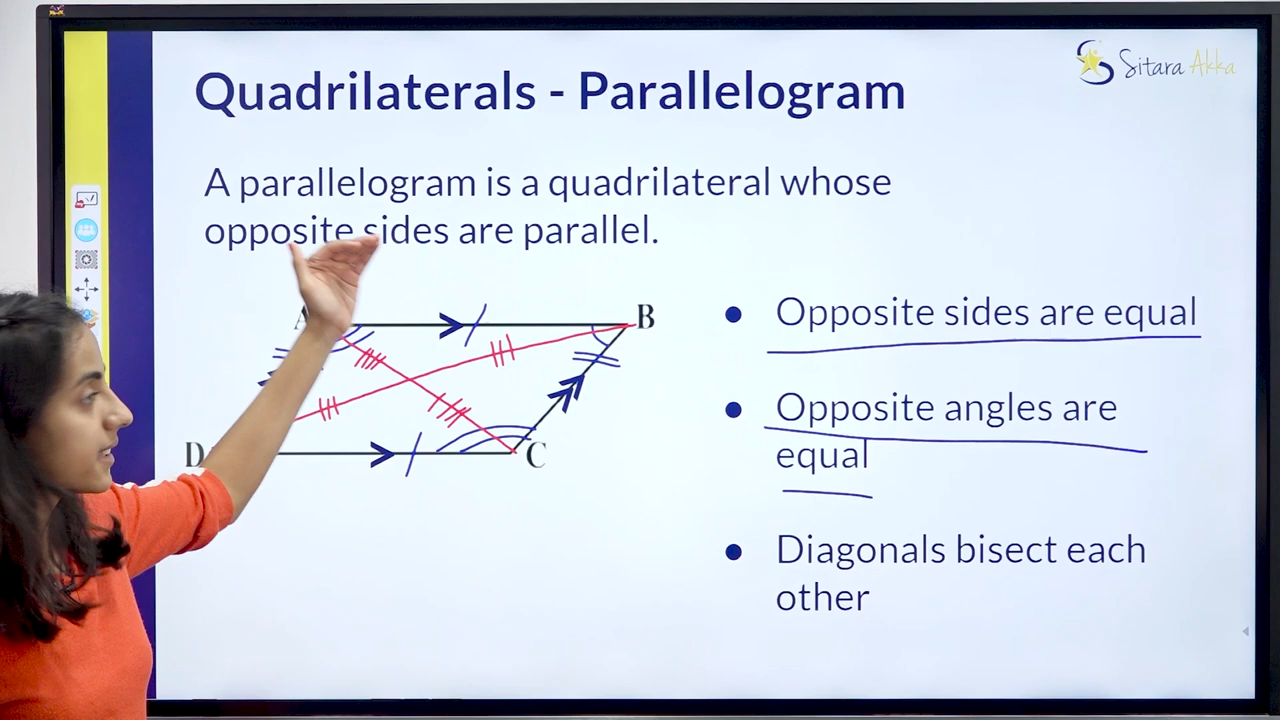 Sitara Akka
Quadrilaterals - Parallelogram
A parallelogram is a quadrilateral whose
opposite sides are parallel.
A
B
D
C
• Opposite sides are equal
• Opposite angles are
equal
• Diagonals bisect each
other